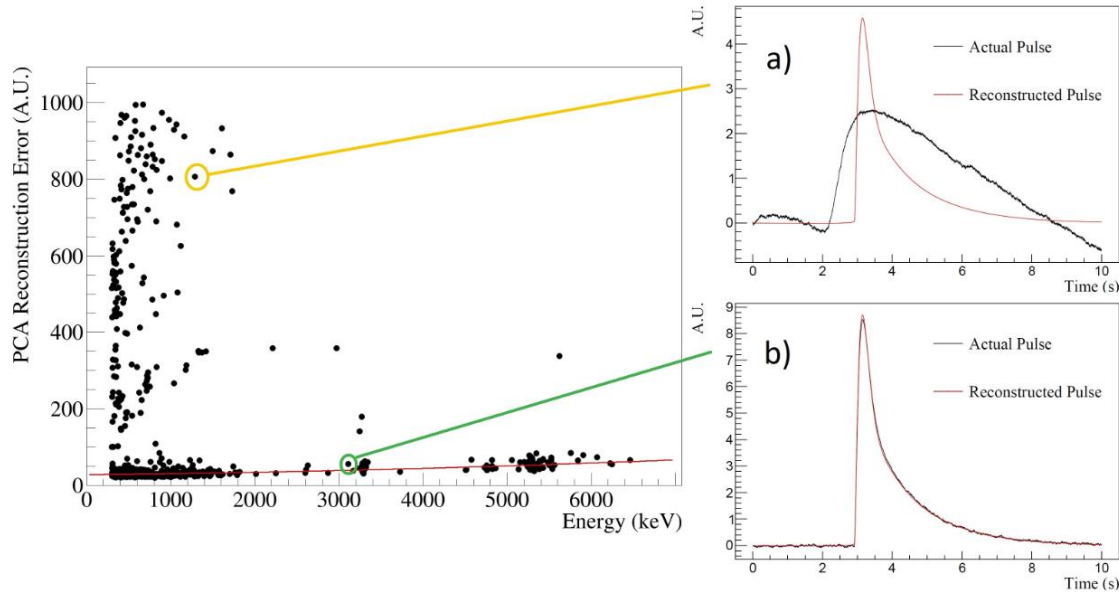 PCA Reconstruction Error (A.U.)
1000
800
600
400
200
0
0 1000 2000 3000 4000 5000 6000
Energy (keV)
A.U.
a)
Actual Pulse
Reconstructed Pulse
4
3
2
1
0
0 2 4 6 8 10
Time (s)
A.U.
b)
Actual Pulse
Reconstructed Pulse
9
8
7
6
5
4
3
2
1
0
0 2 4 6 8 10
Time (s)